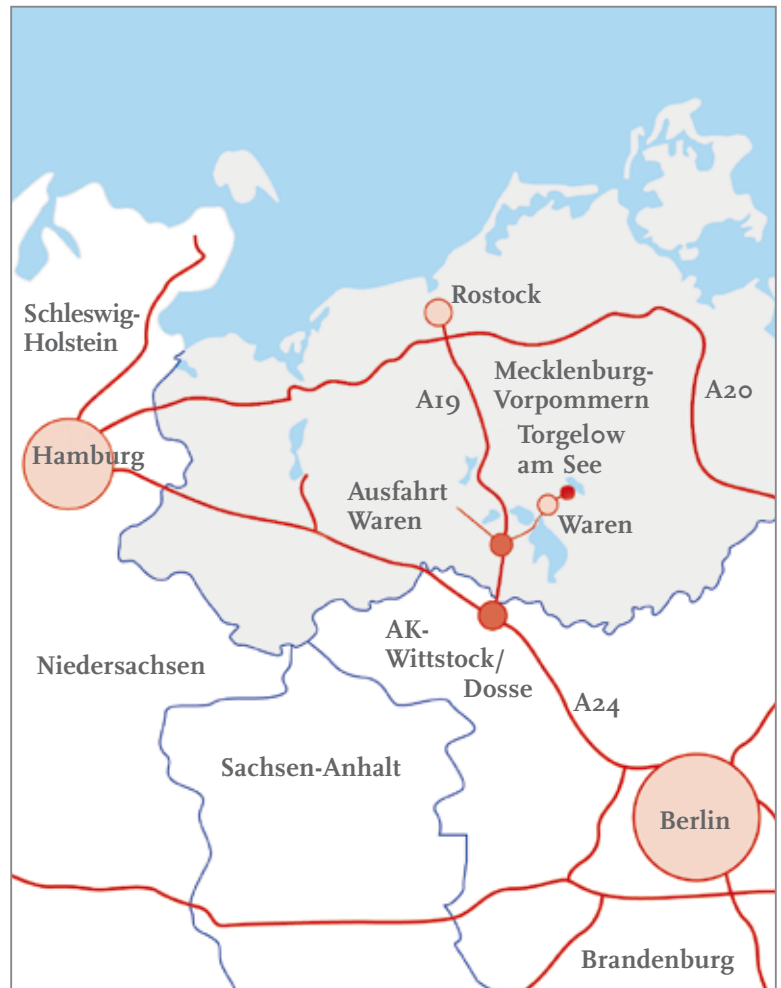 Rostock
Schleswig-
Holstein
Mecklenburg-
Vorpommern
A19
A20
Torgelow
am See
Hamburg
Ausfahrt
Waren
Waren
AK-
Wittstock/
Dosse
Niedersachsen
A24
Sachsen-Anhalt
Berlin
Brandenburg